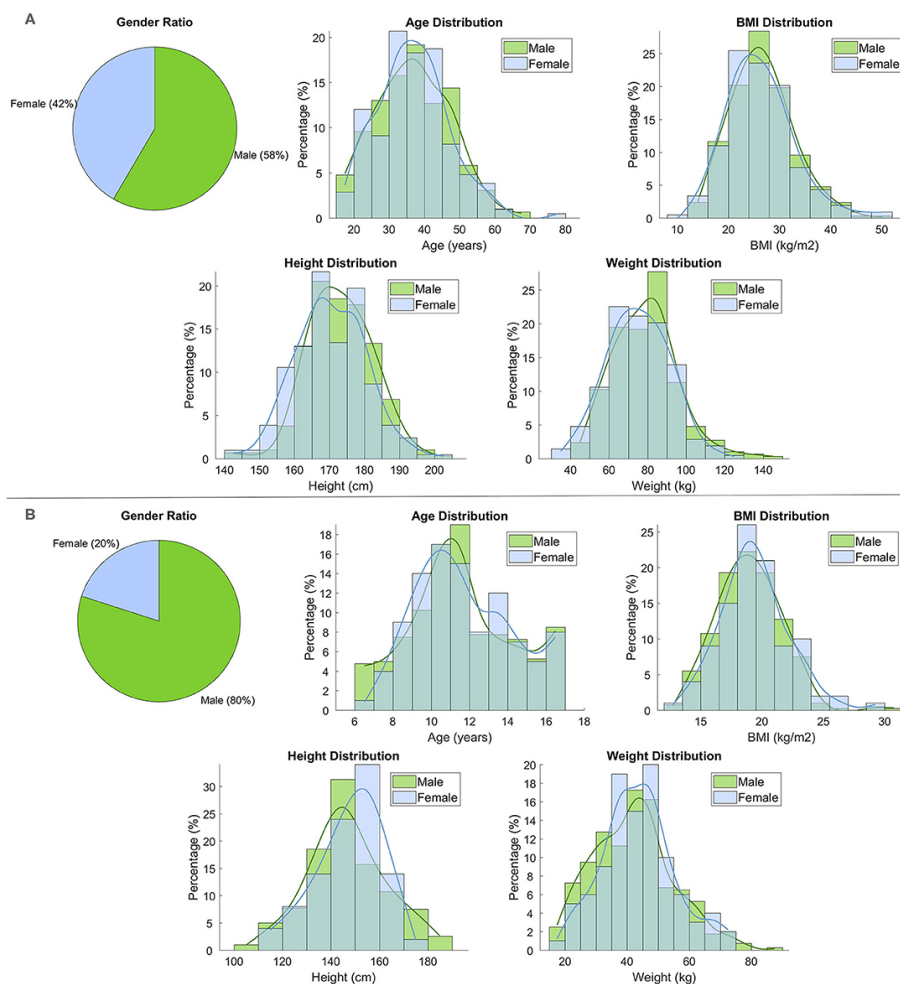 A
Gender Ratio
Female (42%)
Male (58%)
Age Distribution
Percentage (%)
20
15
10
5
0
20 30 40 50 60 70 80
Age (years)
Male
Female
BMI Distribution
Percentage (%)
25
20
15
10
5
0
10 20 30 40 50
BMI (kg/m2)
Male
Female
Height Distribution
Percentage (%)
20
15
10
5
0
140 150 160 170 180 190 200
Height (cm)
Male
Female
Weight Distribution
Percentage (%)
25
20
15
10
5
0
40 60 80 100 120 140
Weight (kg)
Male
Female
B
Gender Ratio
Female (20%)
Male (80%)
Age Distribution
Percentage (%)
18
16
14
12
10
8
6
4
2
0
6 8 10 12 14 16 18
Age (years)
Male
Female
BMI Distribution
Percentage (%)
25
20
15
10
5
0
15 20 25 30
BMI (kg/m2)
Male
Female
Height Distribution
Percentage (%)
30
25
20
15
10
5
0
100 120 140 160 180
Height (cm)
Male
Female
Weight Distribution
Percentage (%)
20
18
16
14
12
10
8
6
4
2
0
20 40 60 80
Weight (kg)
Male
Female